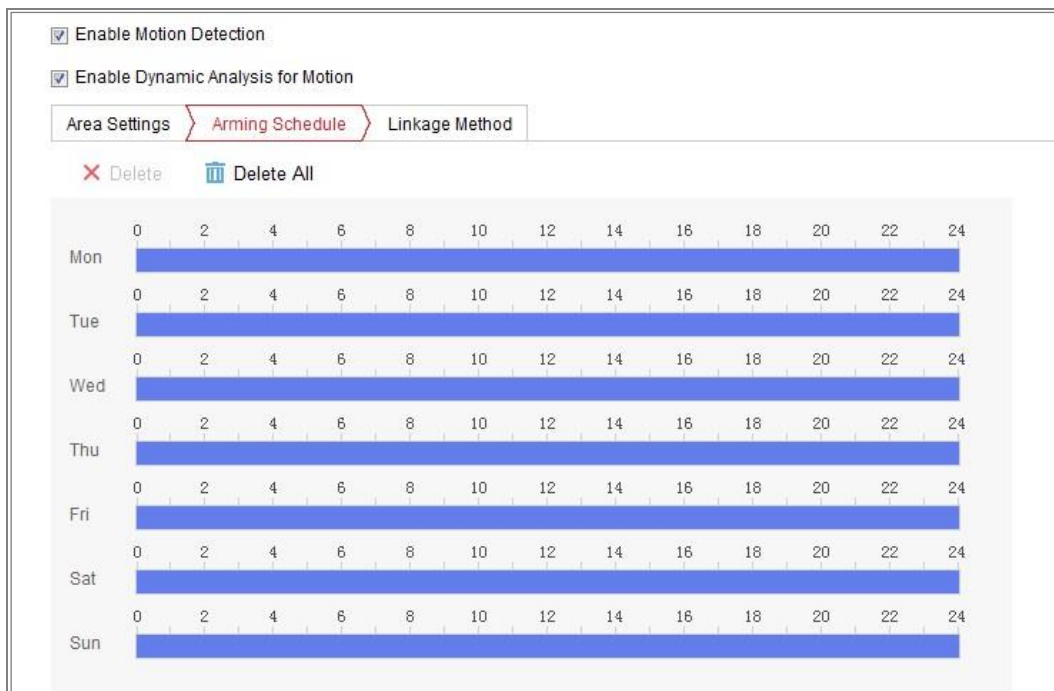 Enable Motion Detection
Enable Dynamic Analysis for Motion
Area Settings Arming Schedule Linkage Method
Delete Delete All
0 2 4 6 8 10 12 14 16 18 20 22 24
Mon
0 2 4 6 8 10 12 14 16 18 20 22 24
Tue
0 2 4 6 8 10 12 14 16 18 20 22 24
Wed
0 2 4 6 8 10 12 14 16 18 20 22 24
Thu
0 2 4 6 8 10 12 14 16 18 20 22 24
Fri
0 2 4 6 8 10 12 14 16 18 20 22 24
Sat
0 2 4 6 8 10 12 14 16 18 20 22 24
Sun